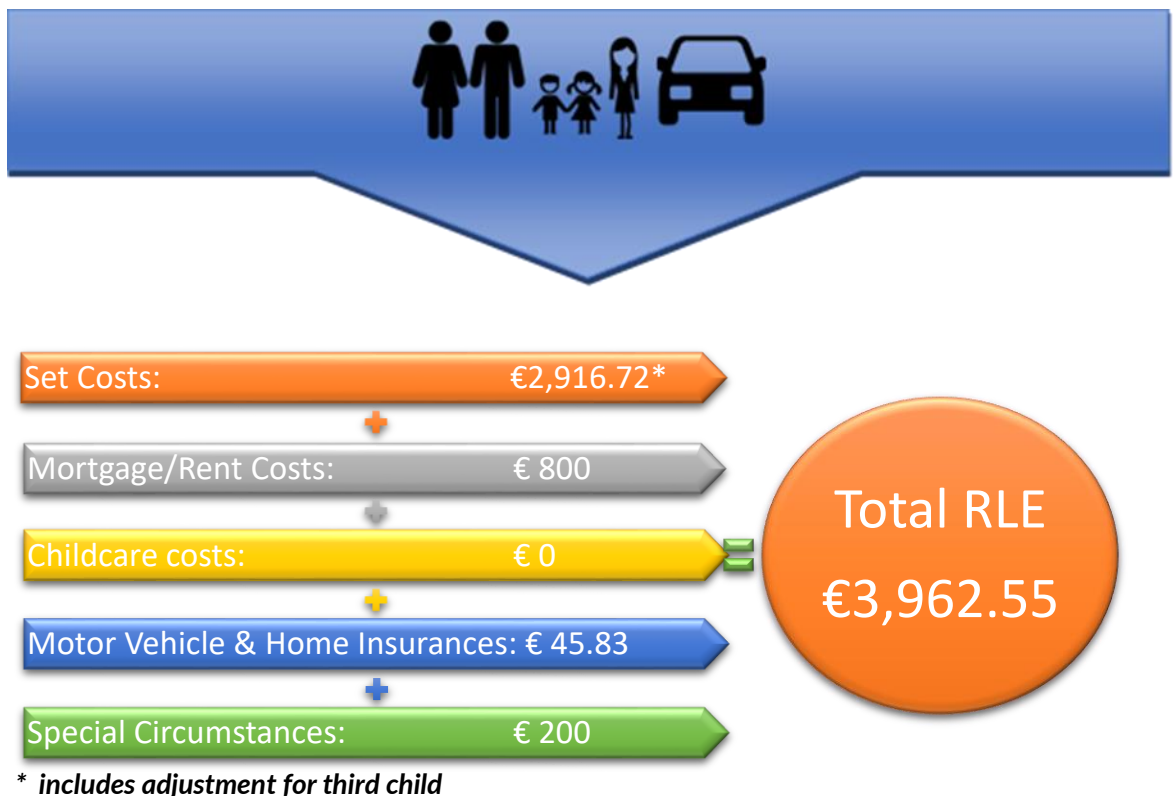 Set Costs: €2,916.72*
Mortgage/Rent Costs: € 800
Childcare costs: € 0
Motor Vehicle & Home Insurances: € 45.83
Special Circumstances: € 200
Total RLE
€3,962.55
* includes adjustment for third child